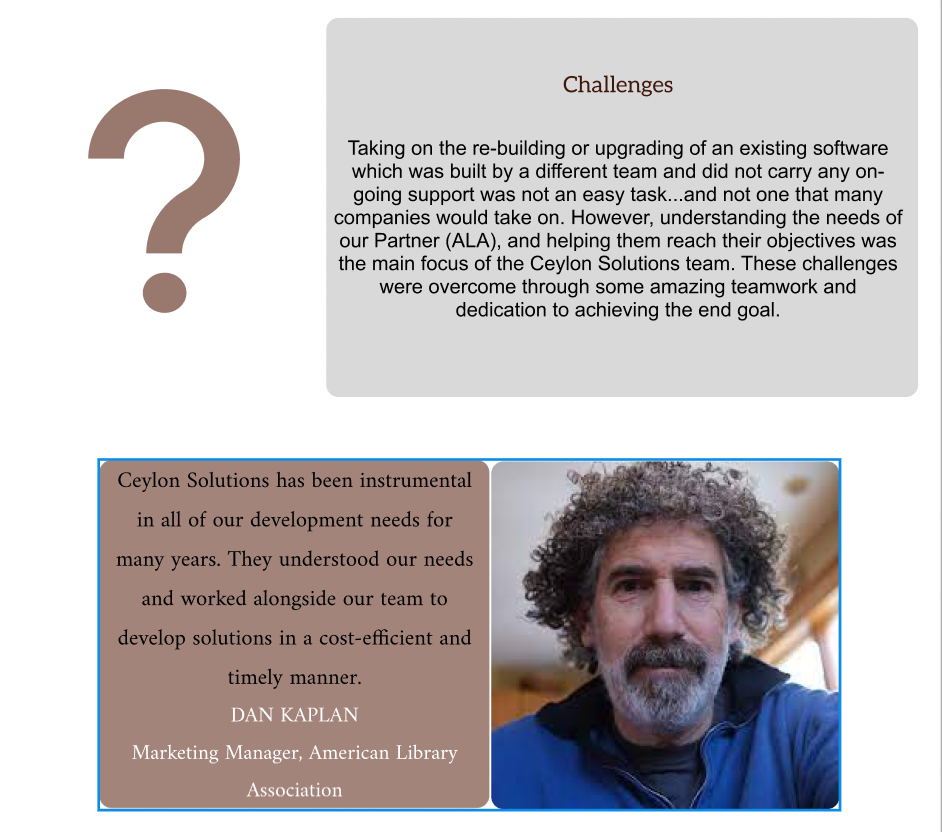 ?
Challenges
Taking on the re-building or upgrading of an existing software
which was built by a different team and did not carry any on-
going support was not an easy task...and not one that many
companies would take on. However, understanding the needs of
our Partner (ALA), and helping them reach their objectives was
the main focus of the Ceylon Solutions team. These challenges
were overcome through some amazing teamwork and
dedication to achieving the end goal.
Ceylon Solutions has been instrumental
in all of our development needs for
many years. They understood our needs
and worked alongside our team to
develop solutions in a cost-efficient and
timely manner.
DAN KAPLAN
Marketing Manager, American Library
Association